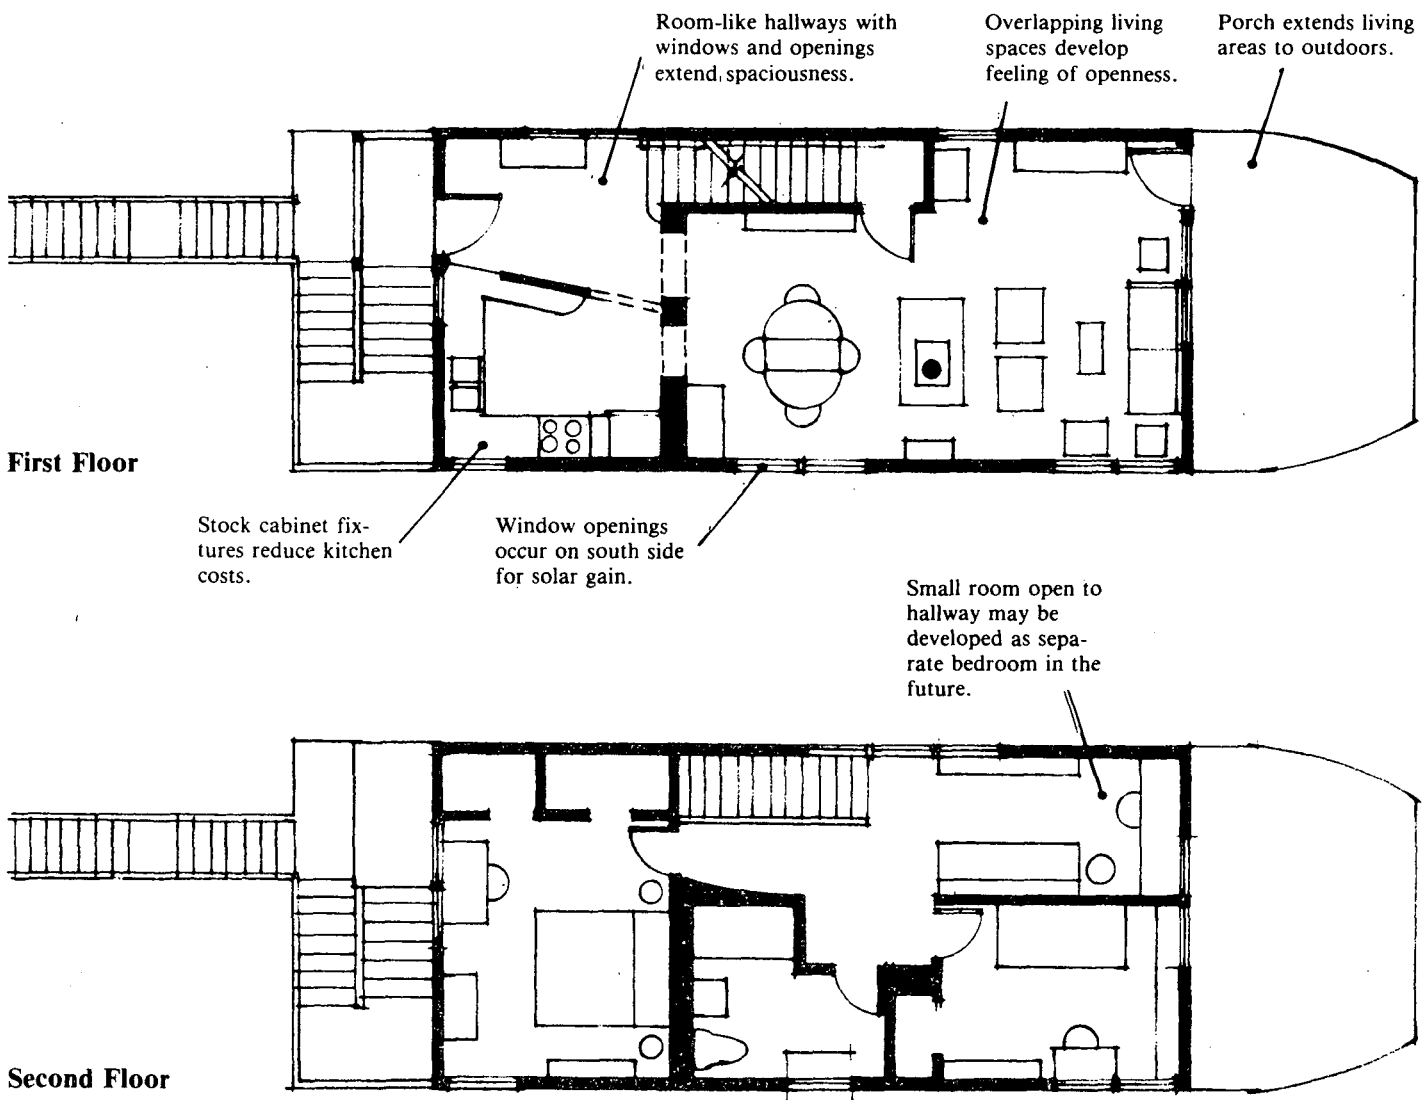 Room-like hallways with
windows and openings
extend spaciousness.
Overlapping living
spaces develop
feeling of openness.
Porch extends living
areas to outdoors.
First Floor
Stock cabinet fix-
tures reduce kitchen
costs.
Window openings
occur on south side
for solar gain.
Small room open to
hallway may be
developed as sepa-
rate bedroom in the
future.
Second Floor